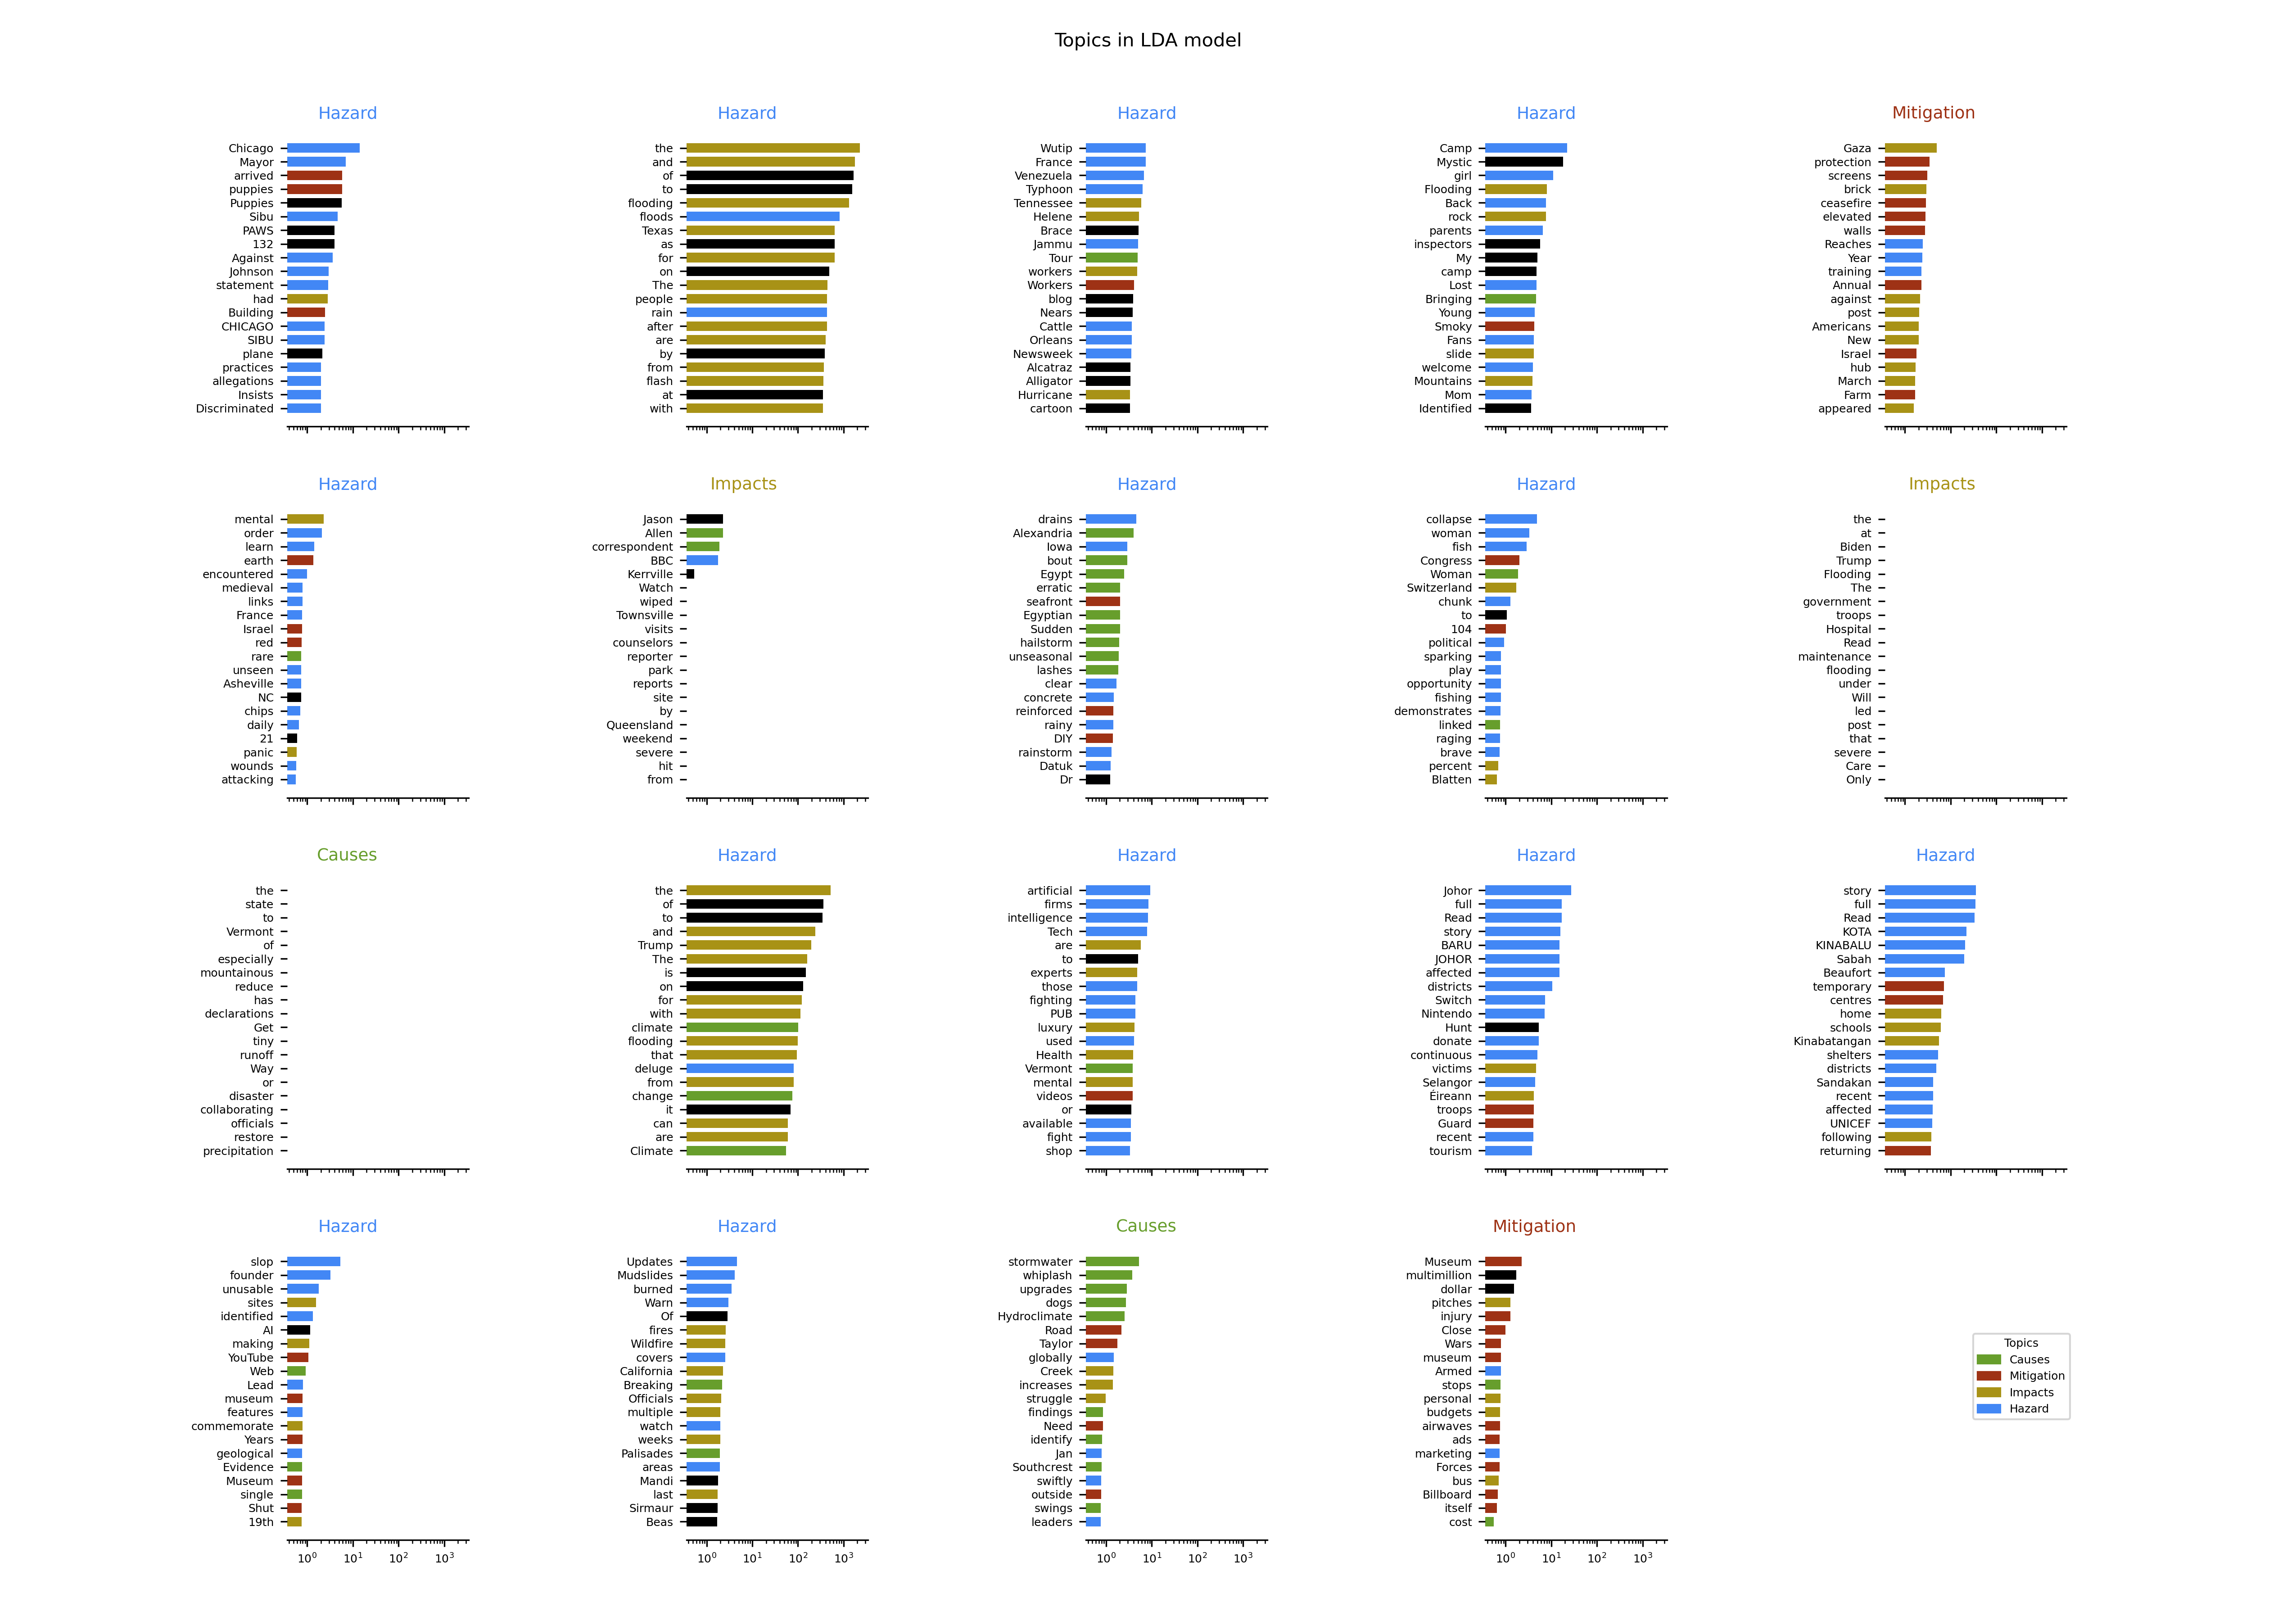 Topics in LDA model
Hazard
Chicago
Mayor
arrived
puppies
Puppies
Sibu
PAWS
132
Against
Johnson
statement
had
Building
CHICAGO
SIBU
plane
practices
allegations
Insists
Discriminated
Hazard
the
and
of
to
flooding
floods
Texas
as
for
on
The
people
rain
after
are
by
from
flash
at
with
Hazard
Wutip
France
Venezuela
Typhoon
Tennessee
Helene
Brace
Jammu
Tour
workers
Workers
blog
Nears
Cattle
Orleans
Newsweek
Alcatraz
Alligator
Hurricane
cartoon
Hazard
Camp
Mystic
girl
Flooding
Back
rock
parents
inspectors
My
camp
Lost
Bringing
Young
Smoky
Fans
slide
welcome
Mountains
Mom
Identified
Mitigation
Gaza
protection
screens
brick
ceasefire
elevated
walls
Reaches
Year
training
Annual
against
post
Americans
New
Israel
hub
March
Farm
appeared
Hazard
mental
order
learn
earth
encountered
medieval
links
France
Israel
red
rare
unseen
Asheville
NC
chips
daily
21
panic
wounds
attacking
Impacts
Jason
Allen
correspondent
BBC
Kerrville
Watch
wiped
Townsville
visits
counselors
reporter
park
reports
site
by
Queensland
weekend
severe
hit
from
Hazard
drains
Alexandria
Iowa
bout
Egypt
erratic
seafront
Egyptian
Sudden
hailstorm
unseasonal
lashes
clear
concrete
reinforced
rainy
DIY
rainstorm
Datuk
Dr
Hazard
collapse
woman
fish
Congress
Woman
Switzerland
chunk
to
104
political
sparking
play
opportunity
fishing
demonstrates
linked
raging
brave
percent
Blatten
Impacts
the
at
Biden
Trump
Flooding
The
government
troops
Hospital
Read
maintenance
flooding
under
Will
led
post
that
severe
Care
Only
Causes
the
state
to
Vermont
of
especially
mountainous
reduce
has
declarations
Get
tiny
runoff
Way
or
disaster
collaborating
officials
restore
precipitation
Hazard
the
of
to
and
Trump
The
is
on
for
with
climate
flooding
that
deluge
from
change
it
can
are
Climate
Hazard
artificial
firms
intelligence
Tech
are
to
experts
those
fighting
PUB
luxury
used
Health
Vermont
mental
videos
or
available
fight
shop
Hazard
Johor
full
Read
story
BARU
JOHOR
affected
districts
Switch
Nintendo
Hunt
donate
continuous
victims
Selangor
Éireann
troops
Guard
recent
tourism
Hazard
story
full
Read
KOTA
KINABALU
Sabah
Beaufort
temporary
centres
home
schools
Kinabatangan
shelters
districts
Sandakan
recent
affected
UNICEF
following
returning
Hazard
slop
founder
unusable
sites
identified
AI
making
YouTube
Web
Lead
museum
features
commemorate
Years
geological
Evidence
Museum
single
Shut
19th
10⁰ 10¹ 10² 10³
Hazard
Updates
Mudslides
burned
Warn
Of
fires
Wildfire
covers
California
Breaking
Officials
multiple
watch
weeks
Palisades
areas
Mandi
last
Sirmaur
Beas
10⁰ 10¹ 10² 10³
Causes
stormwater
whiplash
upgrades
dogs
Hydroclimate
Road
Taylor
globally
Creek
increases
struggle
findings
Need
identify
Jan
Southcrest
swiftly
outside
swings
leaders
10⁰ 10¹ 10² 10³
Mitigation
Museum
multimillion
dollar
pitches
injury
Close
Wars
museum
Armed
stops
personal
budgets
airwaves
ads
marketing
Forces
bus
Billboard
itself
cost
10⁰ 10¹ 10² 10³
Topics
Causes
Mitigation
Impacts
Hazard